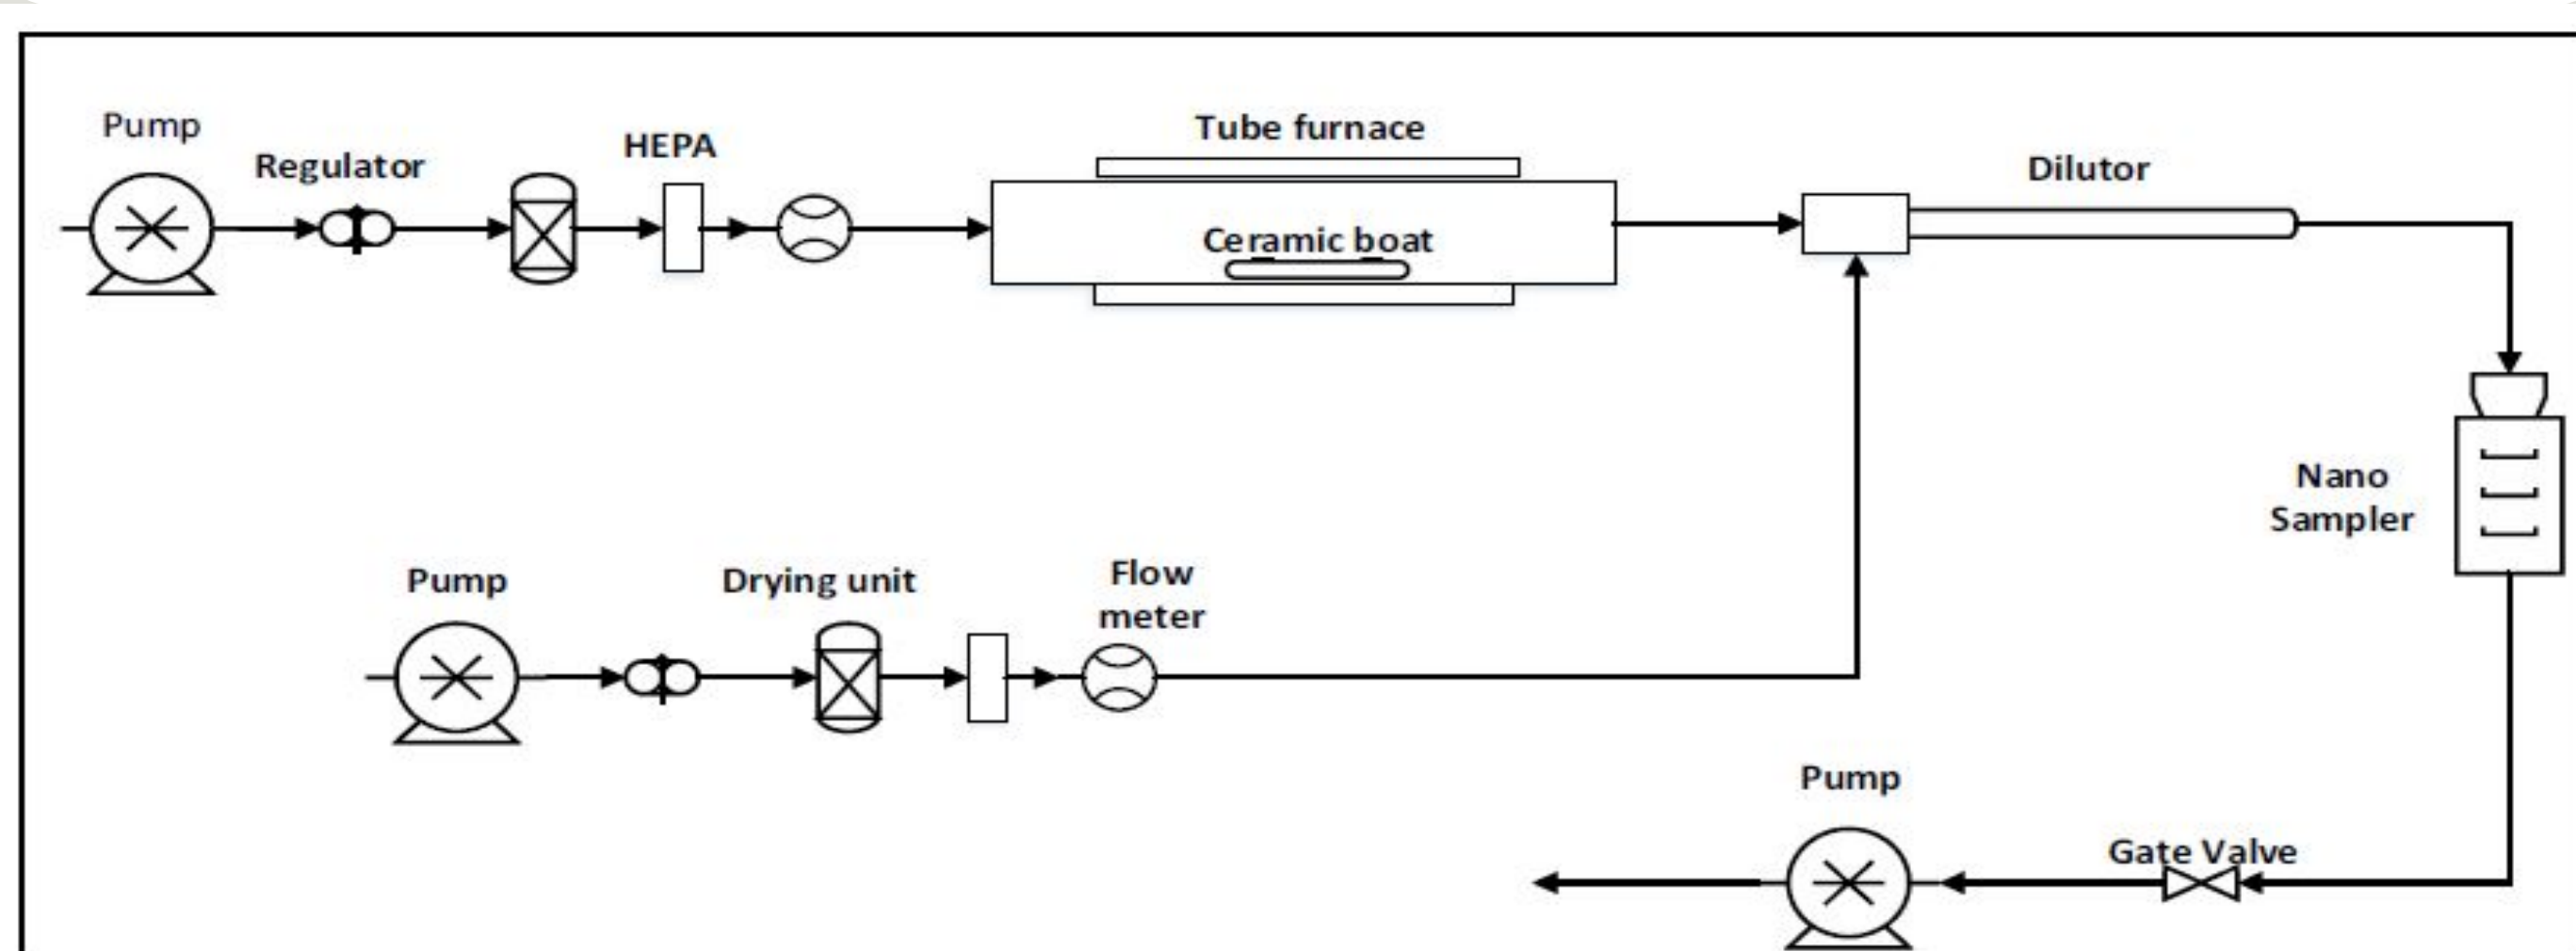 Pump
Regulator
HEPA
Tube furnace
Dilutor
Ceramic boat
Nano
Sampler
Pump
Drying unit
Flow
meter
Pump
Gate Valve